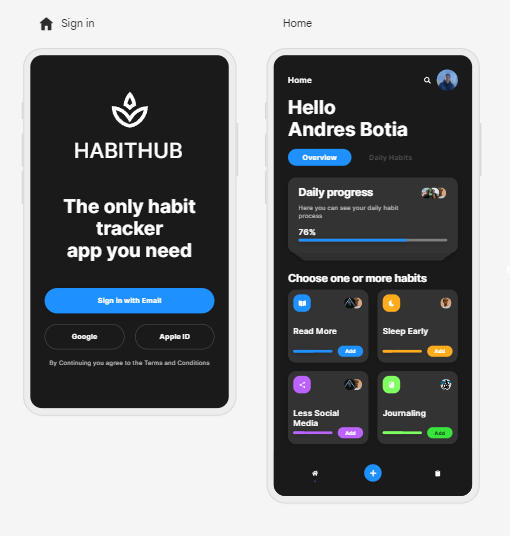 Sign in
HABITHUB
The only habit
tracker
app you need
Sign in with Email
Google
Apple ID
By Continuing you agree to the Terms and Conditions
Home
Home
Hello
Andres Botia
Overview
Daily Habits
Daily progress
Here you can see your daily habit
process
76%
Choose one or more habits
Read More
Add
Sleep Early
Add
Less Social
Media
Add
Journaling
Add